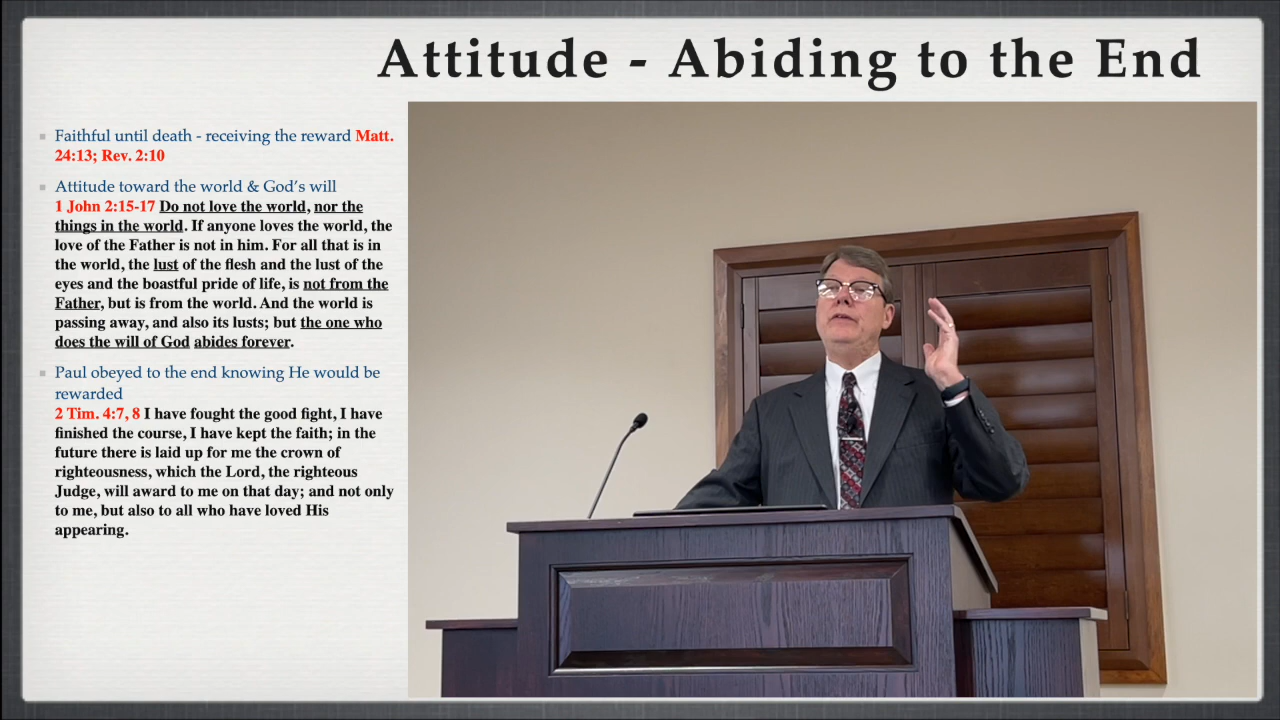 Attitude - Abiding to the End
Faithful until death - receiving the reward Matt.
24:13; Rev. 2:10
Attitude toward the world & God's will
1 John 2:15-17 Do not love the world, nor the
things in the world. If anyone loves the world, the
love of the Father is not in him. For all that is in
the world, the lust of the flesh and the lust of the
eyes and the boastful pride of life, is not from the
Father, but is from the world. And the world is
passing away, and also its lusts; but the one who
does the will of God abides forever.
Paul obeyed to the end knowing He would be
rewarded
2 Tim. 4:7, 8 I have fought the good fight, I have
finished the course, I have kept the faith; in the
future there is laid up for me the crown of
righteousness, which the Lord, the righteous
Judge, will award to me on that day; and not only
to me, but also to all who have loved His
appearing.